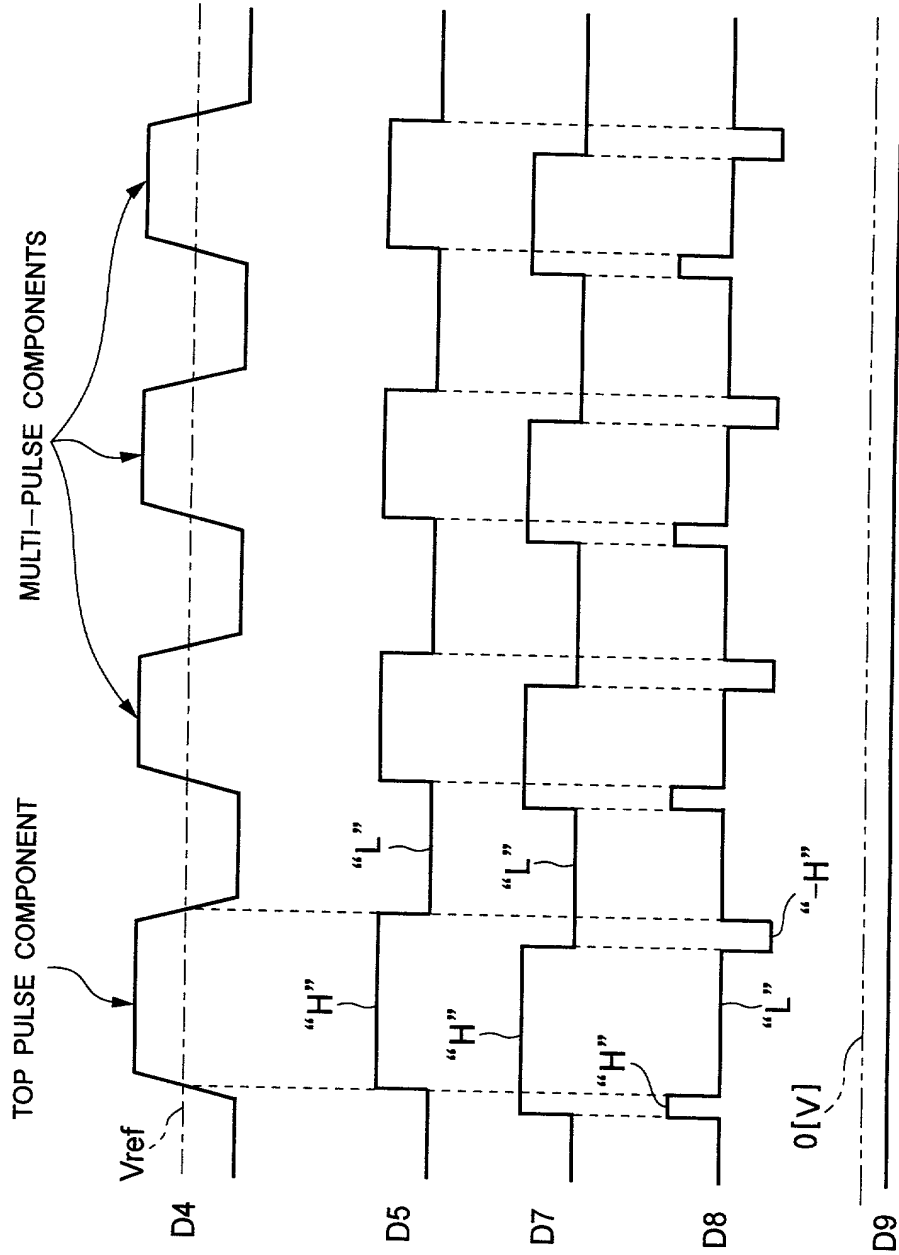 TOP PULSE COMPONENT
MULTI-PULSE COMPONENTS
Vref
D4
D5
"H"
"L"
D7
"H"
"L"
D8
"H"
"L"
"-H"
0[V]
D9